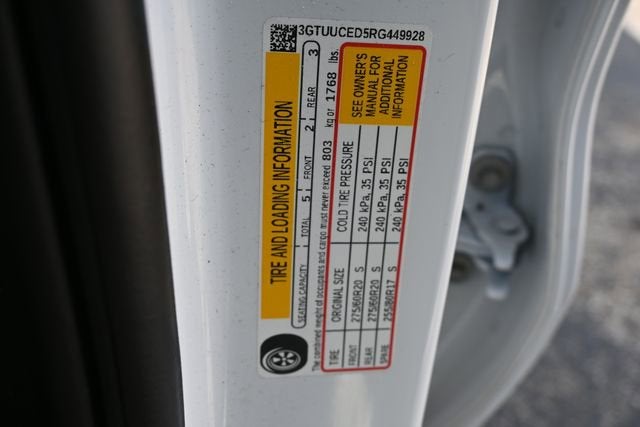 3GTUUCED5RG449928
TIRE AND LOADING INFORMATION
SEATING CAPACITY TOTAL 5 FRONT 2 REAR 3
The combined weight of occupants and cargo must never exceed 803 kg or 1768 lbs.
TIRE ORIGINAL SIZE COLD TIRE PRESSURE SEE OWNER'S MANUAL FOR ADDITIONAL INFORMATION
FRONT 275/60R20 S 240 kPa, 35 PSI
REAR 275/60R20 S 240 kPa, 35 PSI
SPARE 255/80R17 S 240 kPa, 35 PSI